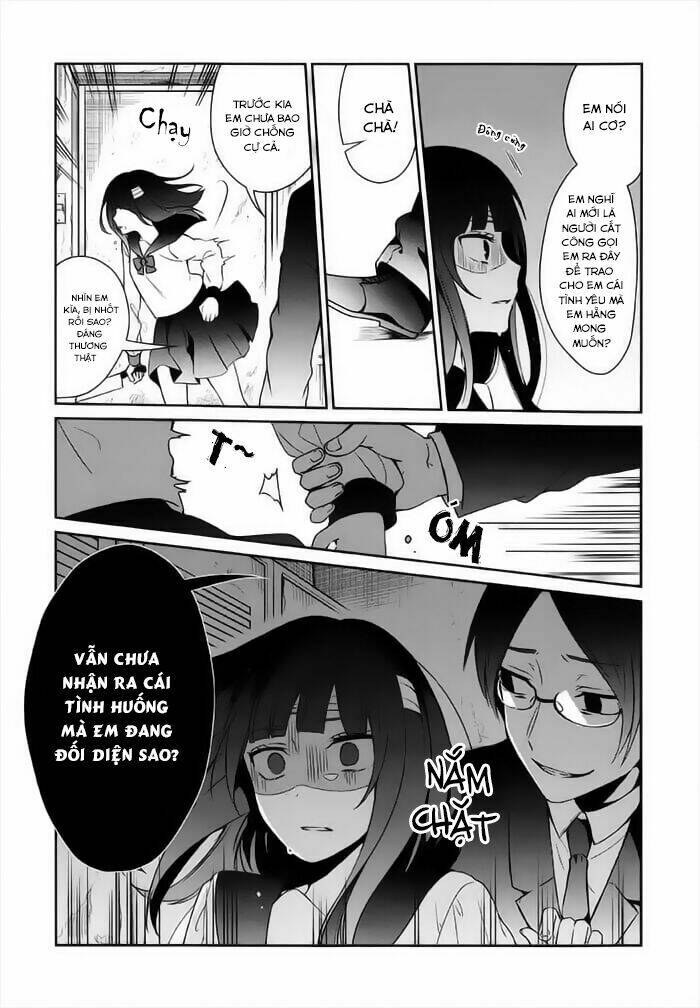 EM NÓI
AI CƠ?
EM NGHĨ
AI MỚI LÀ
NGƯỜI CẤT
CÔNG GỌI
EM RA ĐÂY
ĐỂ TRAO
CHO EM CÁI
TÌNH YÊU MÀ
EM HẰNG
MONG
MUỐN?
Đông cứng
CHÀ
CHÀ!
TRƯỚC KIA
EM CHƯA BAO
GIỜ CHỐNG
CỰ CẢ.
Chạy
NHÌN EM
KÌA, BỊ NHỐT
RỒI SAO?
ĐÁNG
THƯƠNG
THẬT
T~
ÓM
VẪN CHƯA
NHẬN RA CÁI
TÌNH HUỐNG
MÀ EM ĐANG
ĐỐI DIỆN SAO?
NẮM
CHẶT